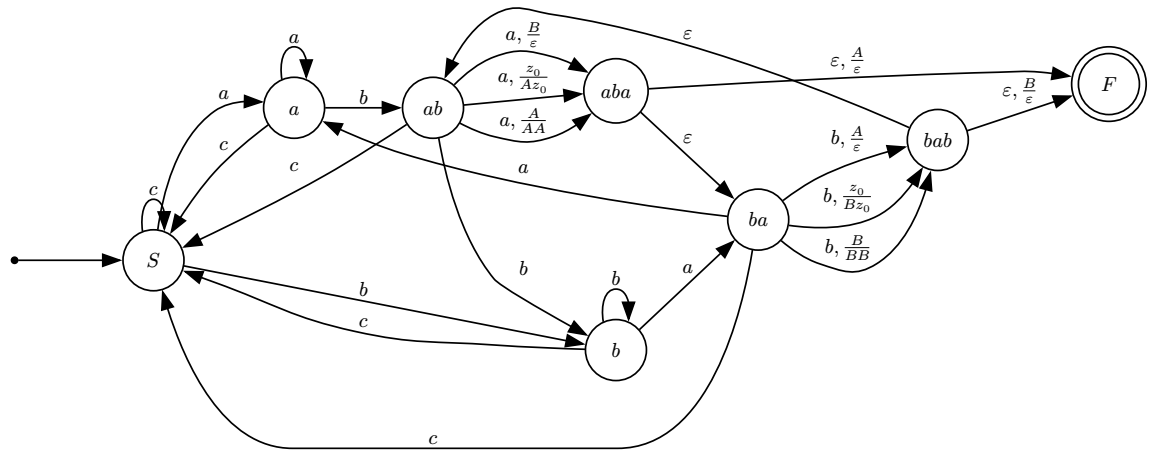 ε
a, B/ε
a
a, z₀/Az₀
ε, A/ε
aba
F
a
a
b
ab
ε, B/ε
a, A/AA
c
ε
b, A/ε
bab
c
a
c
b, z₀/Bz₀
ba
b, B/BB
S
b
a
b
b
c
b
c